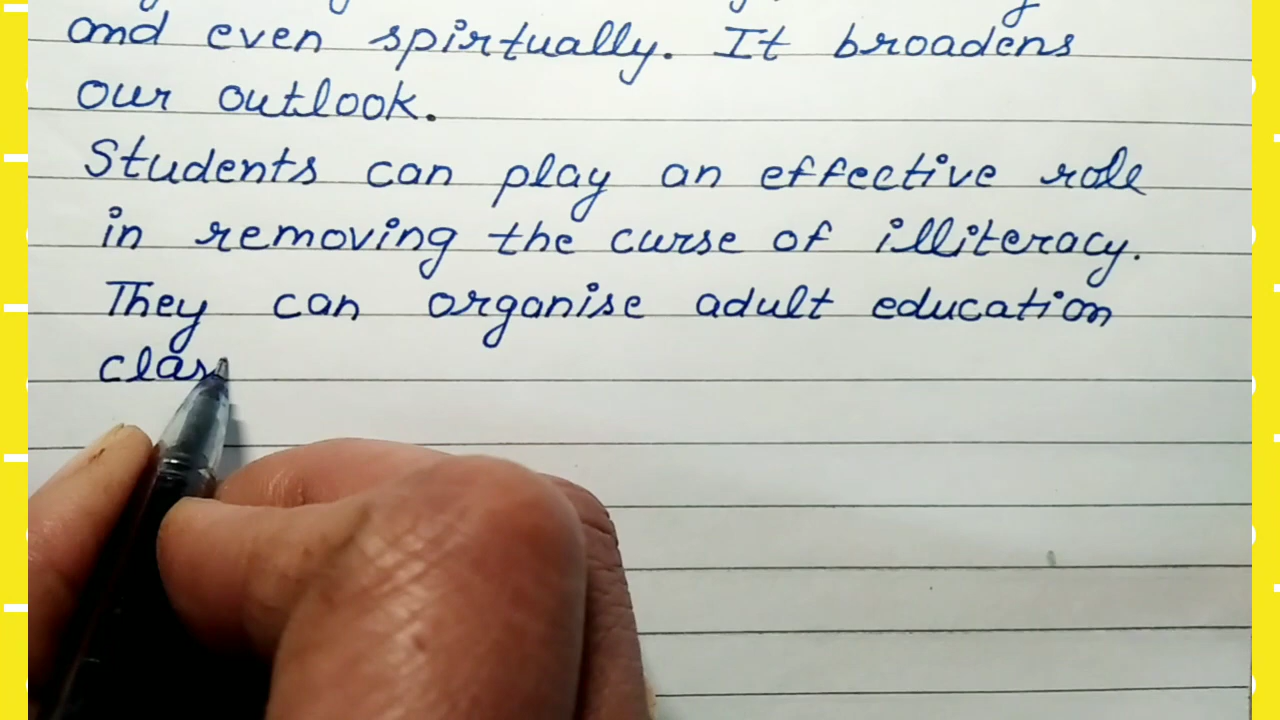 and even spirtually. It broadens
our outlook.
Students can play an effective role
in removing the curse of illiteracy.
They can organise adult education
clas